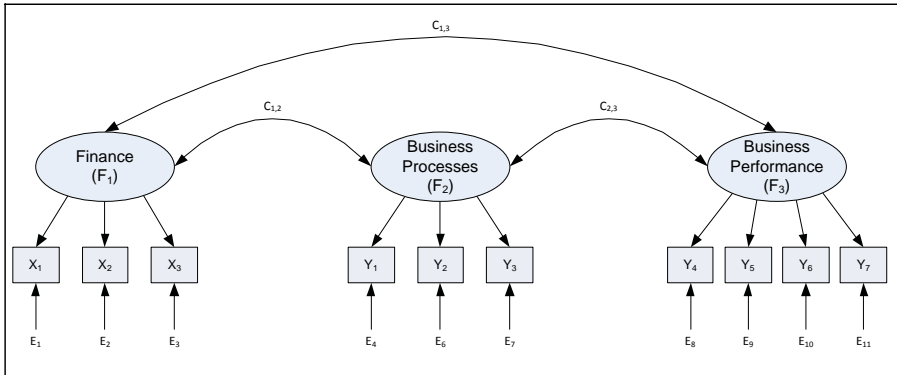 C₁,₃
C₁,₂
C₂,₃
Finance
(F₁)
Business
Processes
(F₂)
Business
Performance
(F₃)
X₁
X₂
X₃
Y₁
Y₂
Y₃
Y₄
Y₅
Y₆
Y₇
E₁
E₂
E₃
E₄
E₆
E₇
E₈
E₉
E₁₀
E₁₁